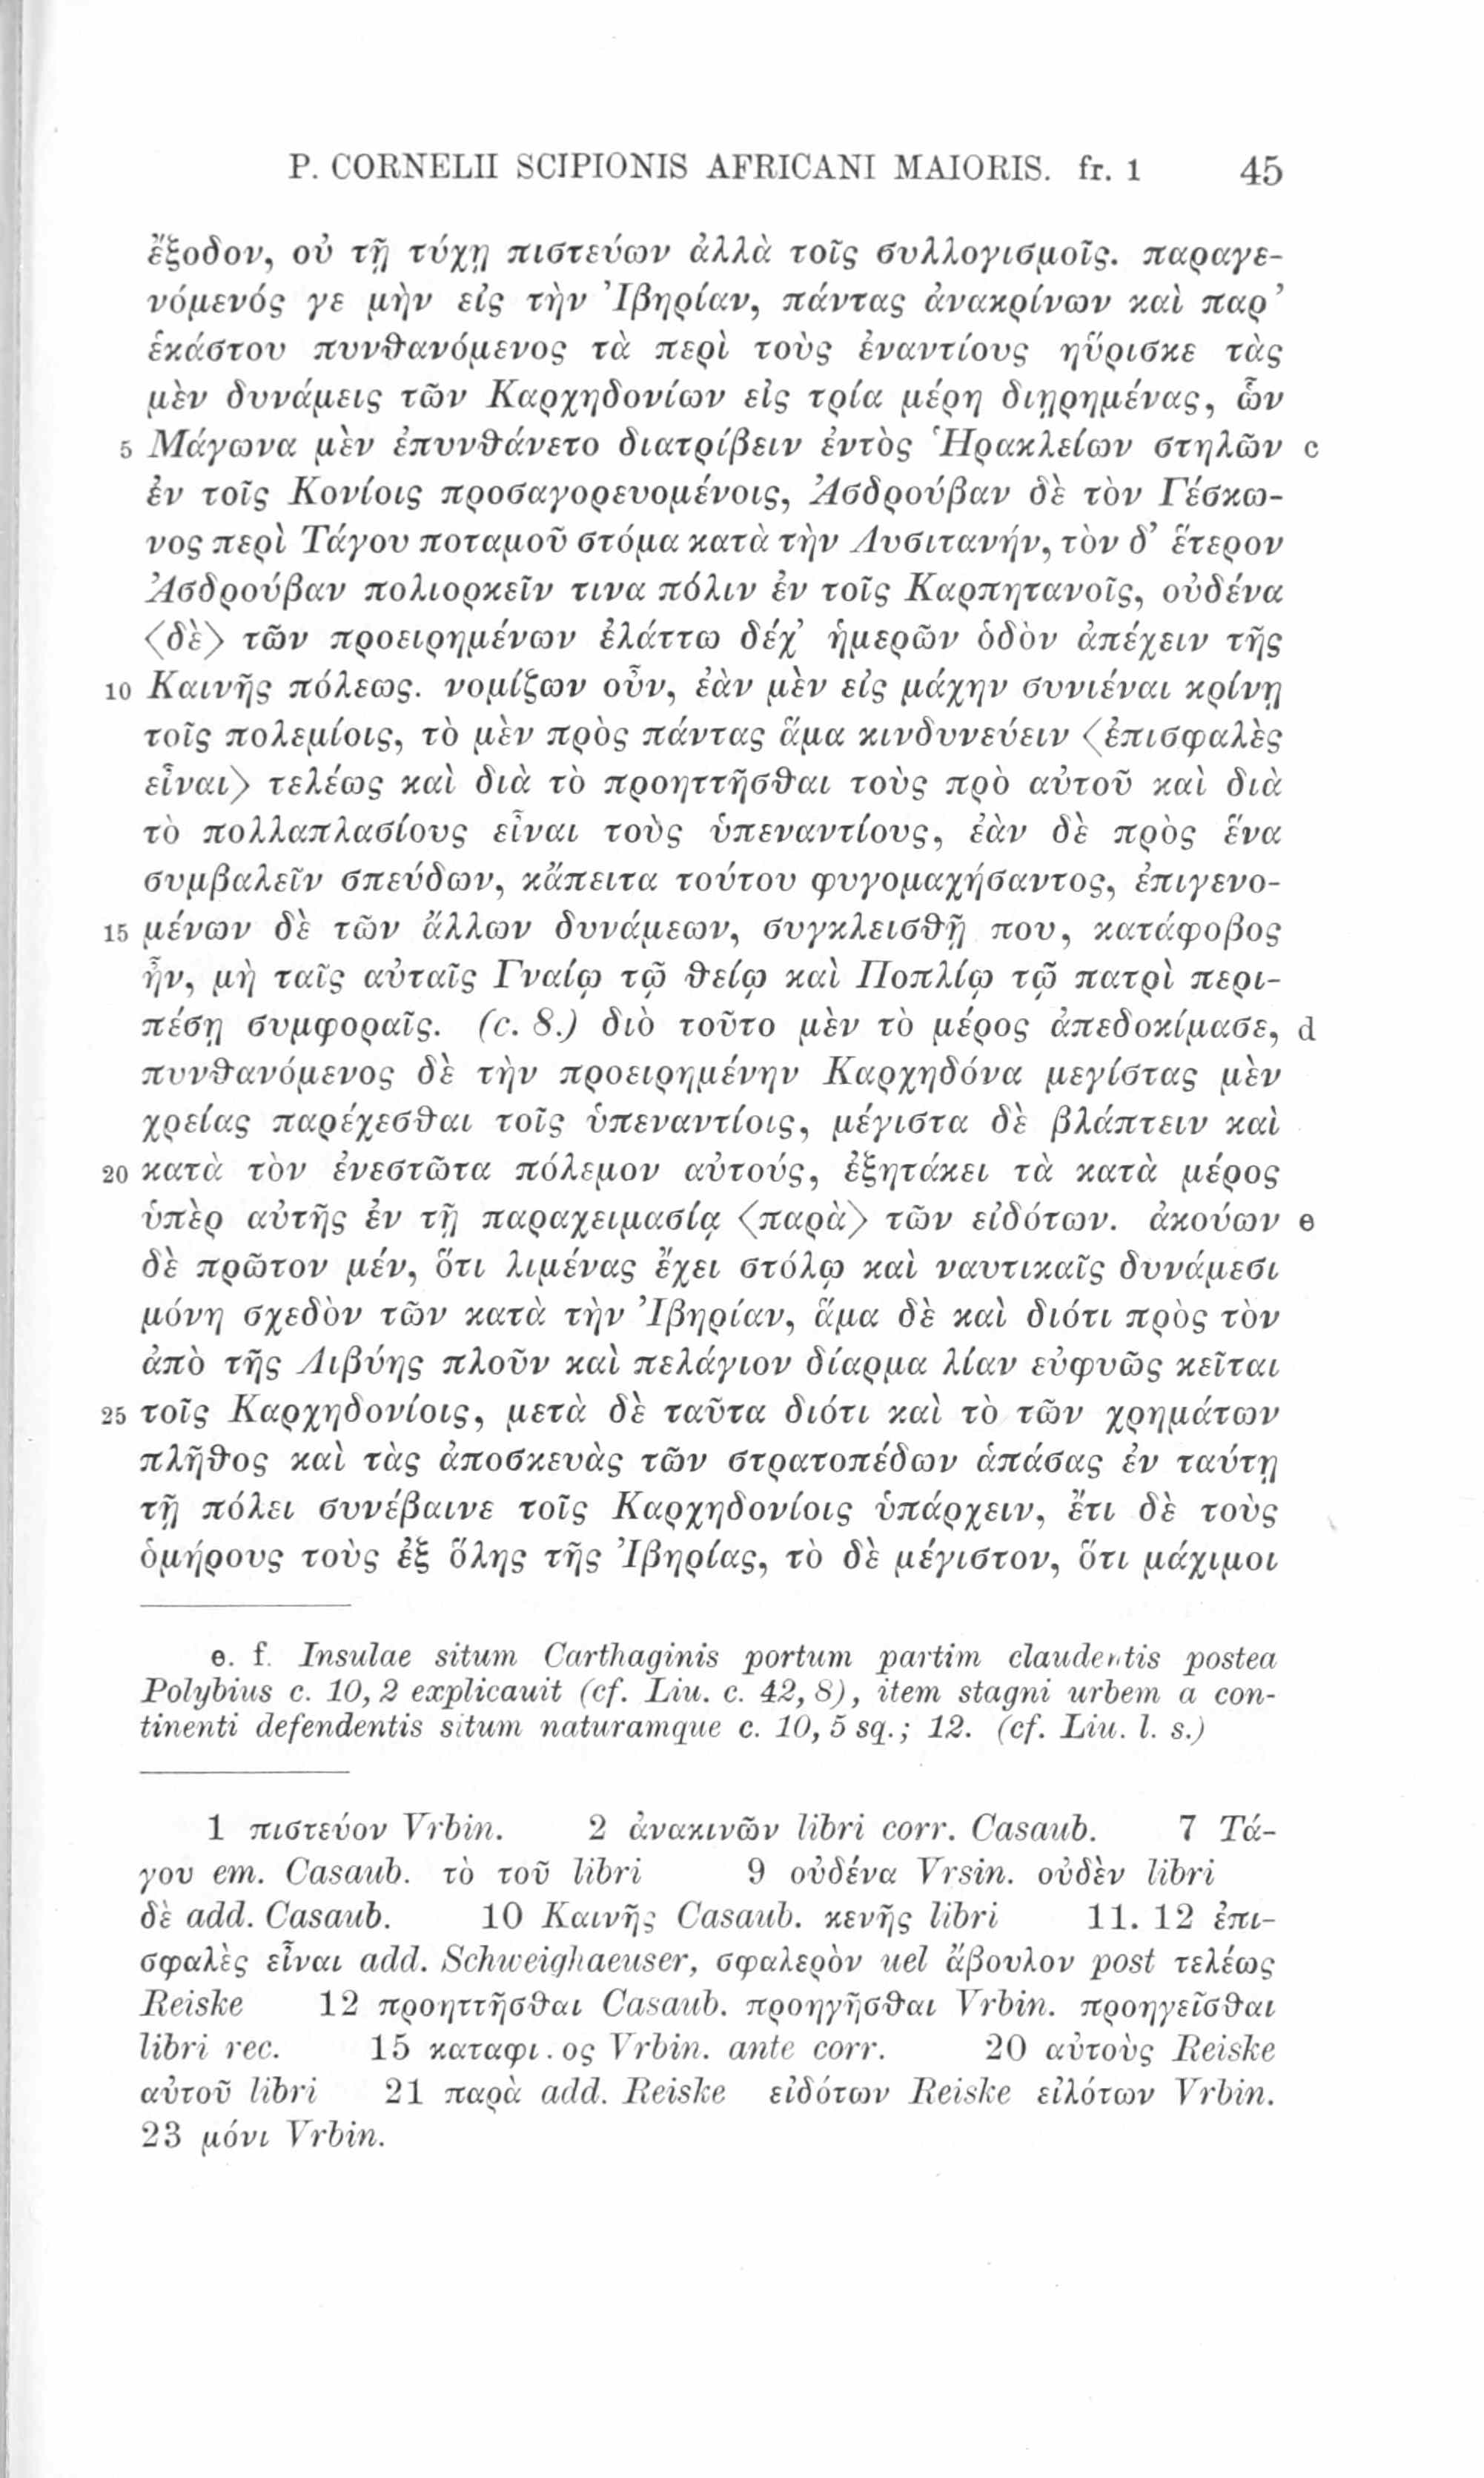 P. CORNELII SCIPIONIS AFRICANI MAIORIS. fr. 1 45
ἔξοδον, οὐ τῇ τύχῃ πιστεύων ἀλλὰ τοῖς συλλογισμοῖς. παραγε-
νόμενός γε μὴν εἰς τὴν Ἰβηρίαν, πάντας ἀνακρίνων καὶ παρ’
ἑκάστου πυνθανόμενος τὰ περὶ τοὺς ἐναντίους ηὕρισκε τὰς
μὲν δυνάμεις τῶν Καρχηδονίων εἰς τρία μέρη διῃρημένας, ὧν
5 Μάγωνα μὲν ἐπυνθάνετο διατρίβειν ἐντὸς Ἡρακλείων στηλῶν c
ἐν τοῖς Κονίοις προσαγορευομένοις, Ἀσδρούβαν δὲ τὸν Γέσκω-
νος περὶ Τάγου ποταμοῦ στόμα κατὰ τὴν Λυσιτανήν, τὸν δ’ ἕτερον
Ἀσδρούβαν πολιορκεῖν τινα πόλιν ἐν τοῖς Καρπητανοῖς, οὐδένα
〈δὲ〉 τῶν προειρημένων ἐλάττω δέχ’ ἡμερῶν ὁδὸν ἀπέχειν τῆς
10 Καινῆς πόλεως. νομίζων οὖν, ἐὰν μὲν εἰς μάχην συνιέναι κρίνῃ
τοῖς πολεμίοις, τὸ μὲν πρὸς πάντας ἅμα κινδυνεύειν 〈ἐπισφαλὲς
εἶναι〉 τελέως καὶ διὰ τὸ προηττῆσθαι τοὺς πρὸ αὐτοῦ καὶ διὰ
τὸ πολλαπλασίους εἶναι τοὺς ὑπεναντίους, ἐὰν δὲ πρὸς ἕνα
συμβαλεῖν σπεύδων, κἄπειτα τούτου φυγομαχήσαντος, ἐπιγενο-
15 μένων δὲ τῶν ἄλλων δυνάμεων, συγκλεισθῇ που, κατάφοβος
ἦν, μὴ ταῖς αὐταῖς Γναίῳ τῷ θείῳ καὶ Ποπλίῳ τῷ πατρὶ περι-
πέσῃ συμφοραῖς. (c. 8.) διὸ τοῦτο μὲν τὸ μέρος ἀπεδοκίμασε, d
πυνθανόμενος δὲ τὴν προειρημένην Καρχηδόνα μεγίστας μὲν
χρείας παρέχεσθαι τοῖς ὑπεναντίοις, μέγιστα δὲ βλάπτειν καὶ
20 κατὰ τὸν ἐνεστῶτα πόλεμον αὐτούς, ἐξητάκει τὰ κατὰ μέρος
ὑπὲρ αὐτῆς ἐν τῇ παραχειμασίᾳ 〈παρὰ〉 τῶν εἰδότων. ἀκούων e
δὲ πρῶτον μέν, ὅτι λιμένας ἔχει στόλῳ καὶ ναυτικαῖς δυνάμεσι
μόνη σχεδὸν τῶν κατὰ τὴν Ἰβηρίαν, ἅμα δὲ καὶ διότι πρὸς τὸν
ἀπὸ τῆς Λιβύης πλοῦν καὶ πελάγιον δίαρμα λίαν εὐφυῶς κεῖται
25 τοῖς Καρχηδονίοις, μετὰ δὲ ταῦτα διότι καὶ τὸ τῶν χρημάτων
πλῆθος καὶ τὰς ἀποσκευὰς τῶν στρατοπέδων ἁπάσας ἐν ταύτῃ
τῇ πόλει συνέβαινε τοῖς Καρχηδονίοις ὑπάρχειν, ἔτι δὲ τοὺς
ὁμήρους τοὺς ἐξ ὅλης τῆς Ἰβηρίας, τὸ δὲ μέγιστον, ὅτι μάχιμοι
e. f. Insulae situm Carthaginis portum partim claudentis postea
Polybius c. 10, 2 explicauit (cf. Liu. c. 42, 8), item stagni urbem a con-
tinenti defendentis situm naturamque c. 10, 5 sq.; 12. (cf. Liu. l. s.)
1 πιστεύον Vrbin. 2 ἀνακινῶν libri corr. Casaub. 7 Τά-
γου em. Casaub. τὸ τοῦ libri 9 οὐδένα Vrsin. οὐδὲν libri
δὲ add. Casaub. 10 Καινῆς Casaub. κενῆς libri 11. 12 ἐπι-
σφαλὲς εἶναι add. Schweighaeuser, σφαλερὸν uel ἄβουλον post τελέως
Reiske 12 προηττῆσθαι Casaub. προηγῆσθαι Vrbin. προηγεῖσθαι
libri rec. 15 καταφι.ος Vrbin. ante corr. 20 αὐτοὺς Reiske
αὐτοῦ libri 21 παρὰ add. Reiske εἰδότων Reiske εἰλότων Vrbin.
23 μόνι Vrbin.